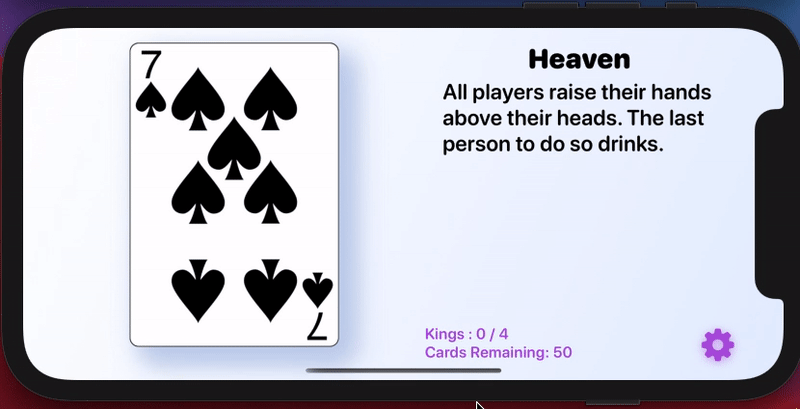 7
Heaven
All players raise their hands
above their heads. The last
person to do so drinks.
Kings : 0 / 4
Cards Remaining: 50
7